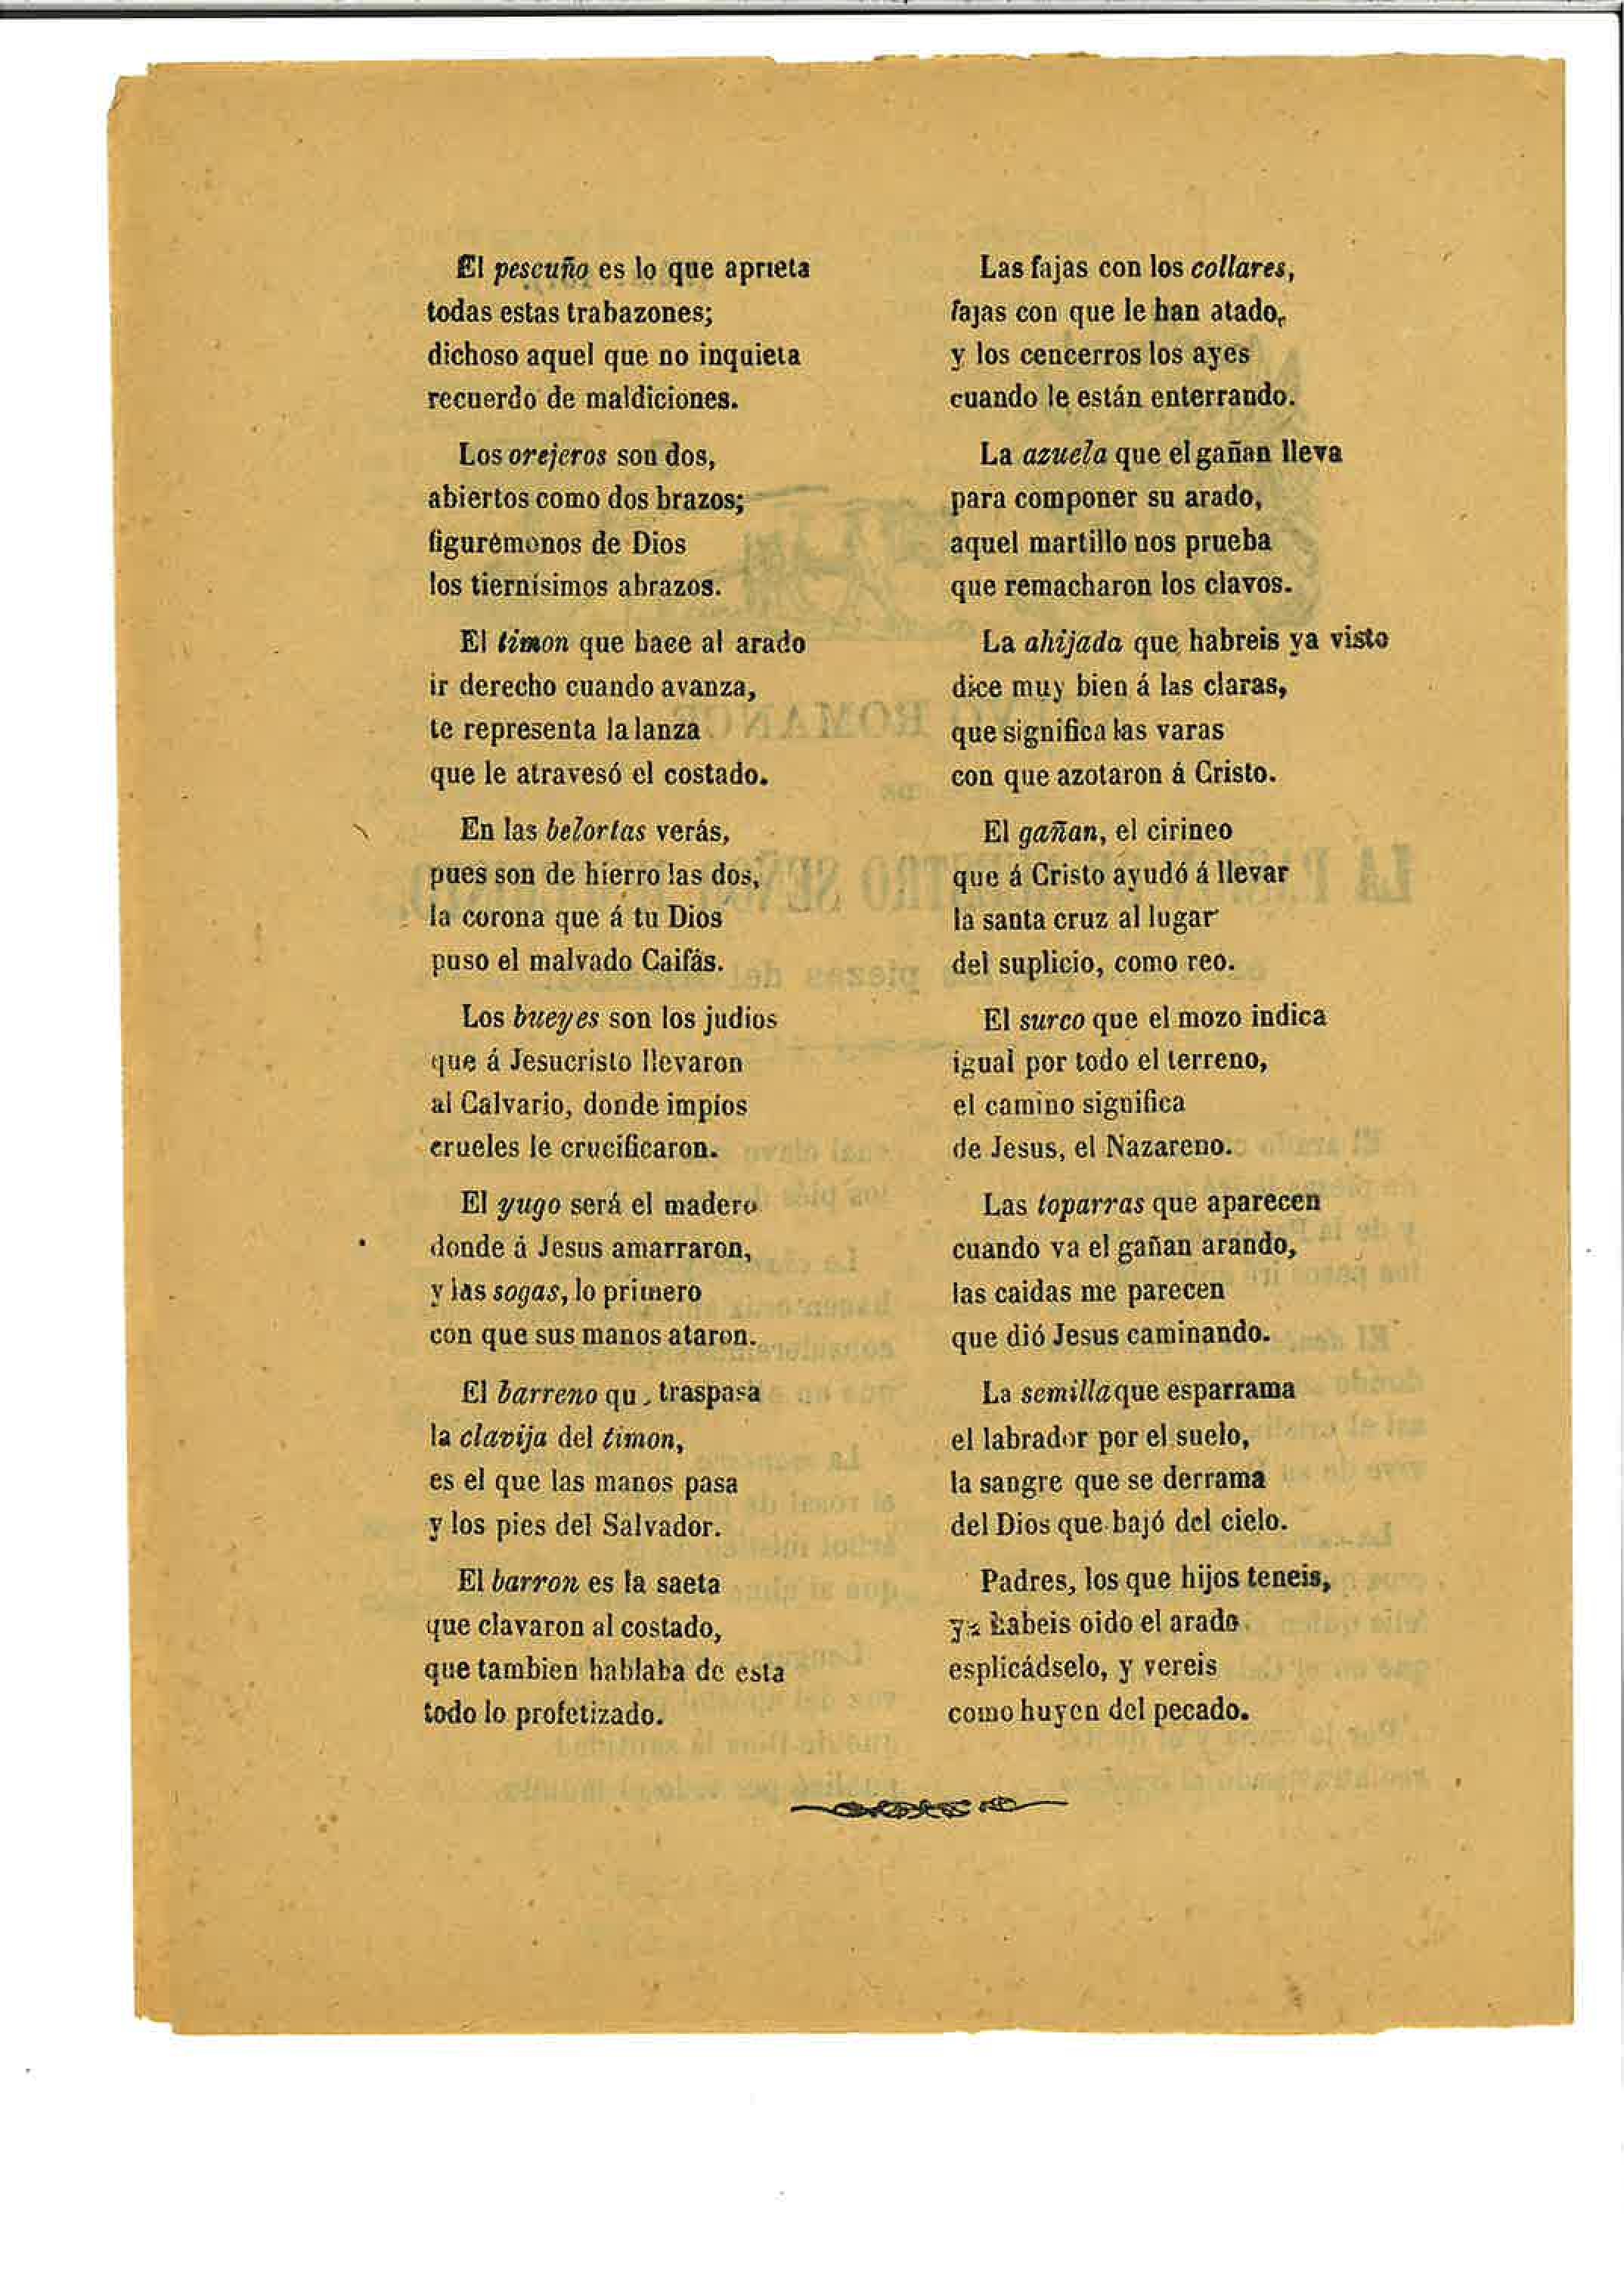 El pescuño es lo que aprieta
todas estas trabazones;
dichoso aquel que no inquieta
recuerdo de maldiciones.
Los orejeros son dos,
abiertos como dos brazos;
figurémonos de Dios
los tiernísimos abrazos.
El timon que hace al arado
ir derecho cuando avanza,
te representa la lanza
que le atravesó el costado.
En las belortas verás,
pues son de hierro las dos,
la corona que á tu Dios
puso el malvado Caifás.
Los bueyes son los judios
que á Jesucristo llevaron
al Calvario, donde impios
crueles le crucificaron.
El yugo será el madero
donde á Jesus amarraron,
y las sogas, lo primero
con que sus manos ataron.
El barreno qu traspasa
la clavija del timon,
es el que las manos pasa
y los pies del Salvador.
El barron es la saeta
que clavaron al costado,
que tambien hablaba de esta
todo lo profetizado.
Las fajas con los collares,
fajas con que le han atado,
y los cencerros los ayes
cuando le están enterrando.
La azuela que el gañan lleva
para componer su arado,
aquel martillo nos prueba
que remacharon los clavos.
La ahijada que habreis ya visto
dice muy bien á las claras,
que significa las varas
con que azotaron á Cristo.
El gañan, el cirineo
que á Cristo ayudó á llevar
la santa cruz al lugar
del suplicio, como reo.
El surco que el mozo indica
igual por todo el terreno,
el camino significa
de Jesus, el Nazareno.
Las toparras que aparecen
cuando va el gañan arando,
las caidas me parecen
que dió Jesus caminando.
La semilla que esparrama
el labrador por el suelo,
la sangre que se derrama
del Dios que bajó del cielo.
Padres, los que hijos teneis,
ya habeis oido el arado.
esplicádselo, y vereis
como huyen del pecado.